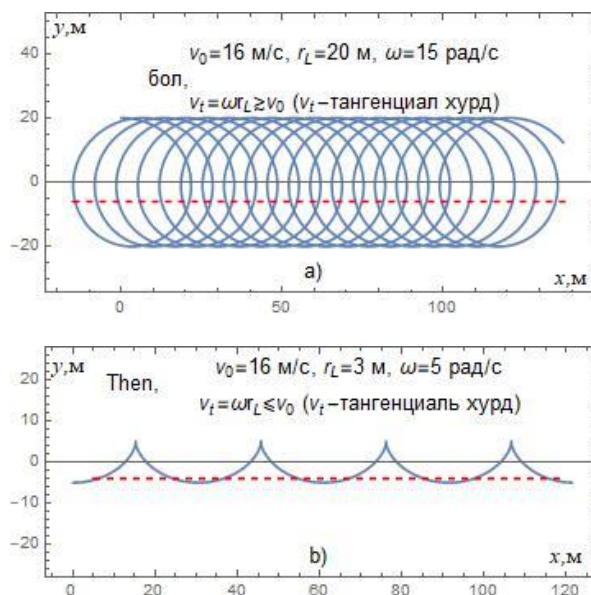 y,м
40
20
0
−20
v₀=16 м/с, r_L=20 м, ω=15 рад/с
бол,
v_t=ωr_L≥v₀ (v_t−тангенциал хурд)
a)
x,м
0
50
100
y,м
20
10
0
−10
−20
v₀=16 м/с, r_L=3 м, ω=5 рад/с
Then,
v_t=ωr_L⩽v₀ (v_t−тангенциаль хурд)
b)
x,м
0
20
40
60
80
100
120